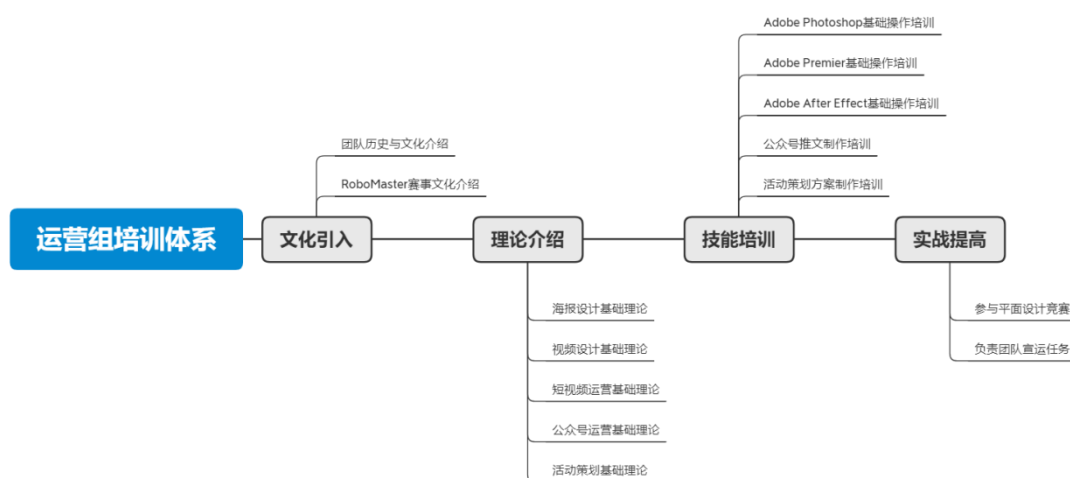 运营组培训体系
文化引入
团队历史与文化介绍
RoboMaster赛事文化介绍
理论介绍
海报设计基础理论
视频设计基础理论
短视频运营基础理论
公众号运营基础理论
活动策划基础理论
技能培训
Adobe Photoshop基础操作培训
Adobe Premier基础操作培训
Adobe After Effect基础操作培训
公众号推文制作培训
活动策划方案制作培训
实战提高
参与平面设计竞赛
负责团队宣运任务